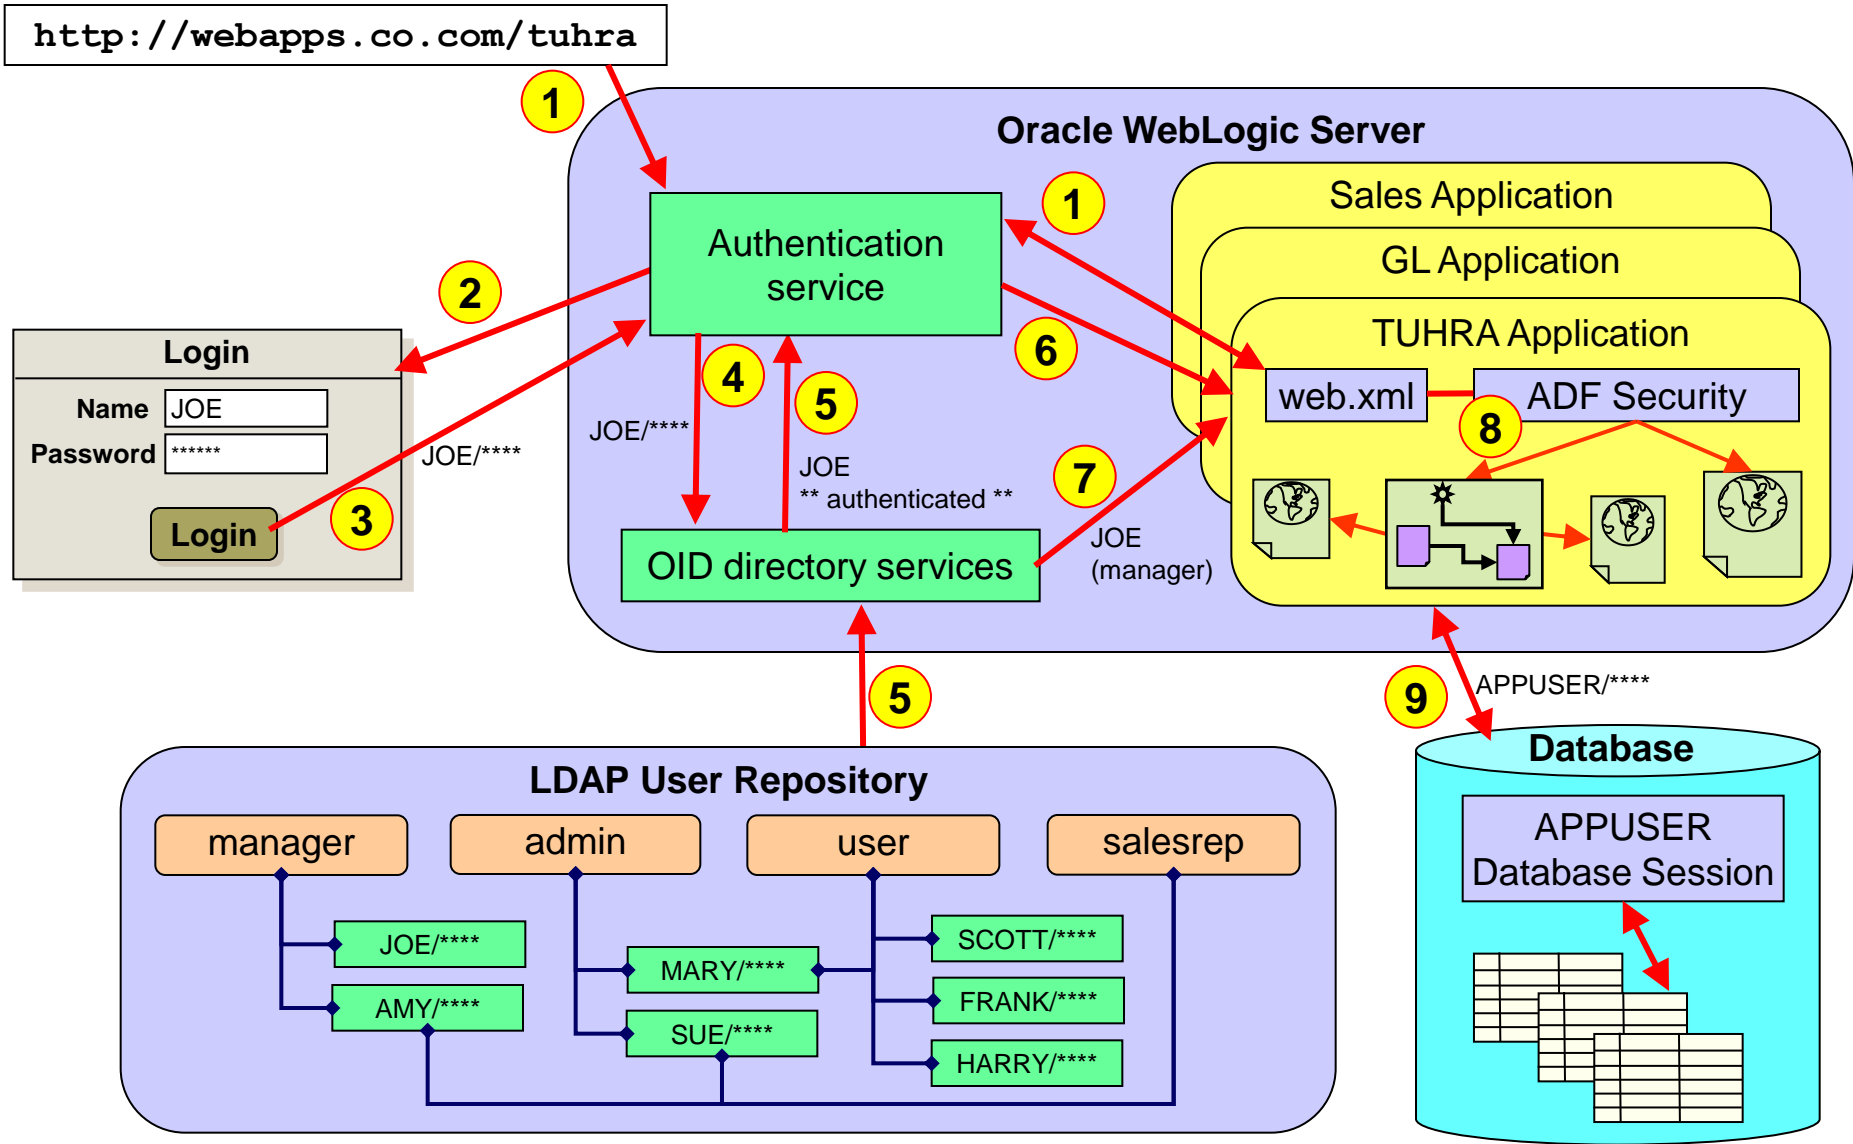 http://webapps.co.com/tuhra
1
Oracle WebLogic Server
Sales Application
GL Application
TUHRA Application
web.xml
ADF Security
8
1
Authentication
service
2
6
Login
Name JOE
Password ******
Login
3
JOE/****
4
JOE/****
5
JOE
** authenticated **
7
JOE
(manager)
OID directory services
5
9
APPUSER/****
LDAP User Repository
manager
admin
user
salesrep
JOE/****
AMY/****
MARY/****
SUE/****
SCOTT/****
FRANK/****
HARRY/****
Database
APPUSER
Database Session